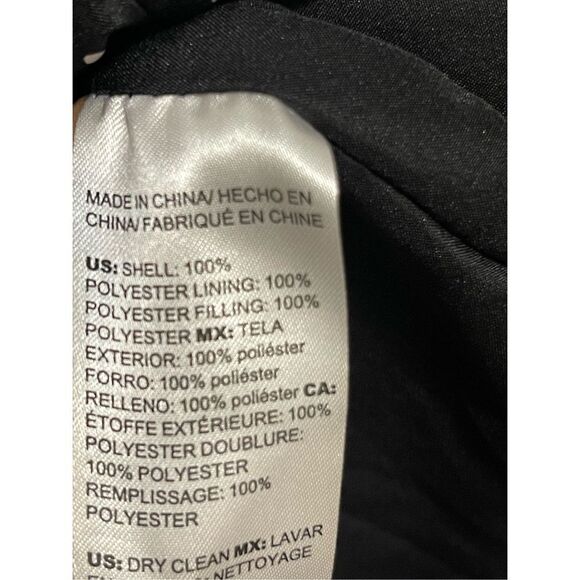 MADE IN CHINA/ HECHO EN
CHINA/ FABRIQUÉ EN CHINE
US: SHELL: 100%
POLYESTER LINING: 100%
POLYESTER FILLING: 100%
POLYESTER MX: TELA
EXTERIOR: 100% poliéster
FORRO: 100% poliéster
RELLENO: 100% poliéster CA:
ÉTOFFE EXTÉRIEURE: 100%
POLYESTER DOUBLURE:
100% POLYESTER
REMPLISSAGE: 100%
POLYESTER
US: DRY CLEAN MX: LAVAR
NETTOYAGE